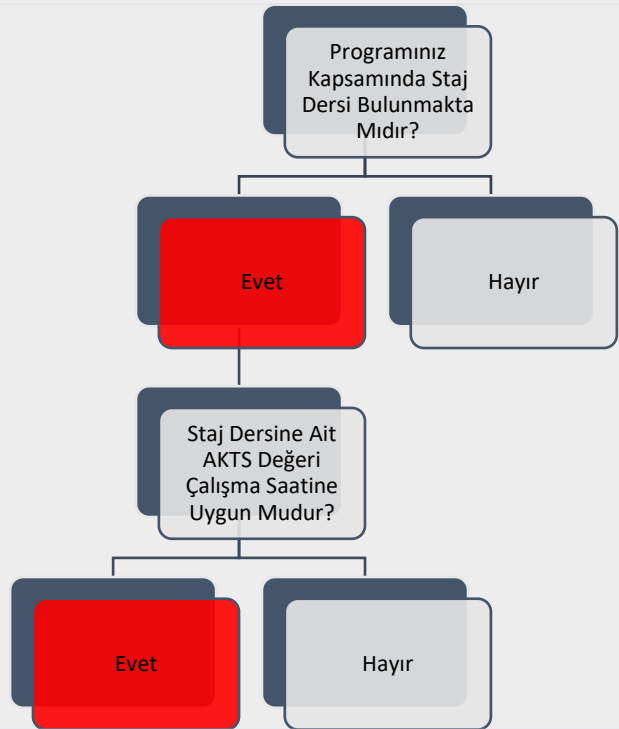 Programınız
Kapsamında Staj
Dersi Bulunmakta
Mıdır?
Evet
Hayır
Staj Dersine Ait
AKTS Değeri
Çalışma Saatine
Uygun Mudur?
Evet
Hayır